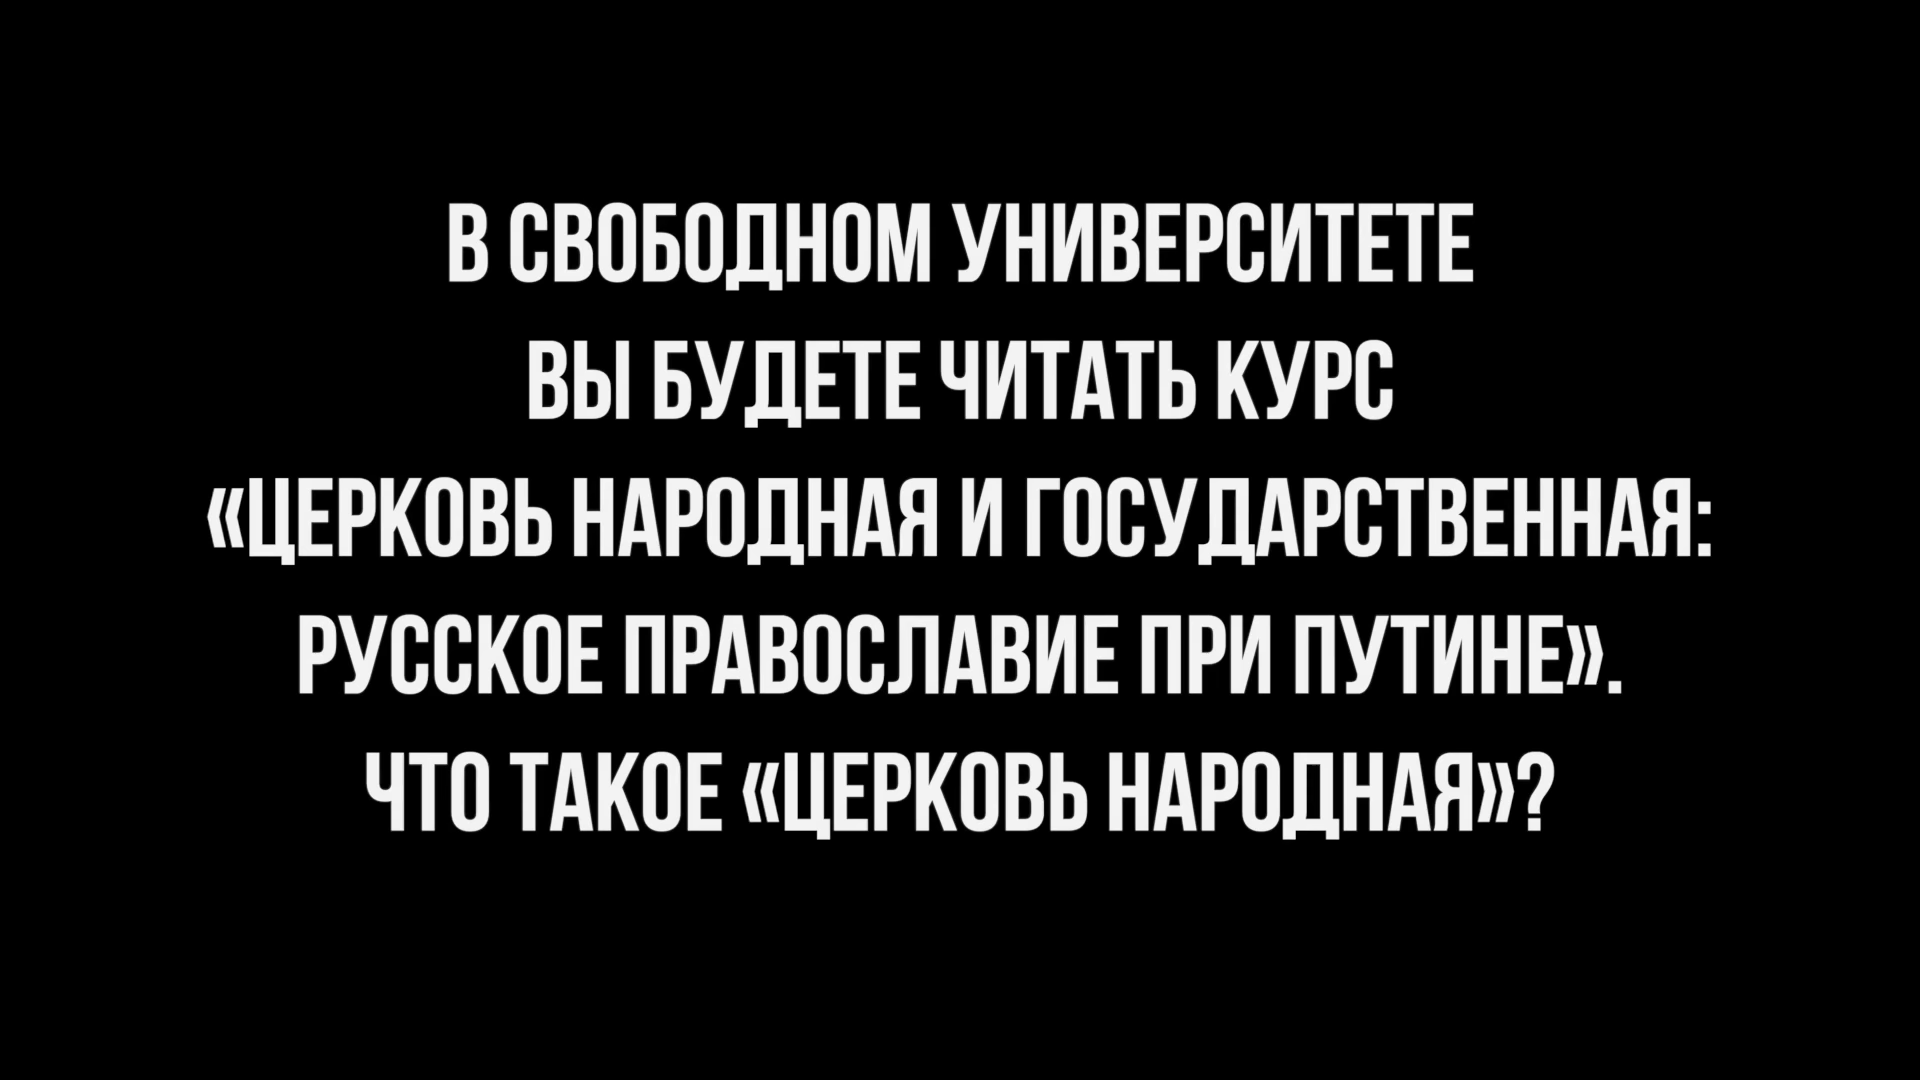 В СВОБОДНОМ УНИВЕРСИТЕТЕ
ВЫ БУДЕТЕ ЧИТАТЬ КУРС
«ЦЕРКОВЬ НАРОДНАЯ И ГОСУДАРСТВЕННАЯ:
РУССКОЕ ПРАВОСЛАВИЕ ПРИ ПУТИНЕ».
ЧТО ТАКОЕ «ЦЕРКОВЬ НАРОДНАЯ»?